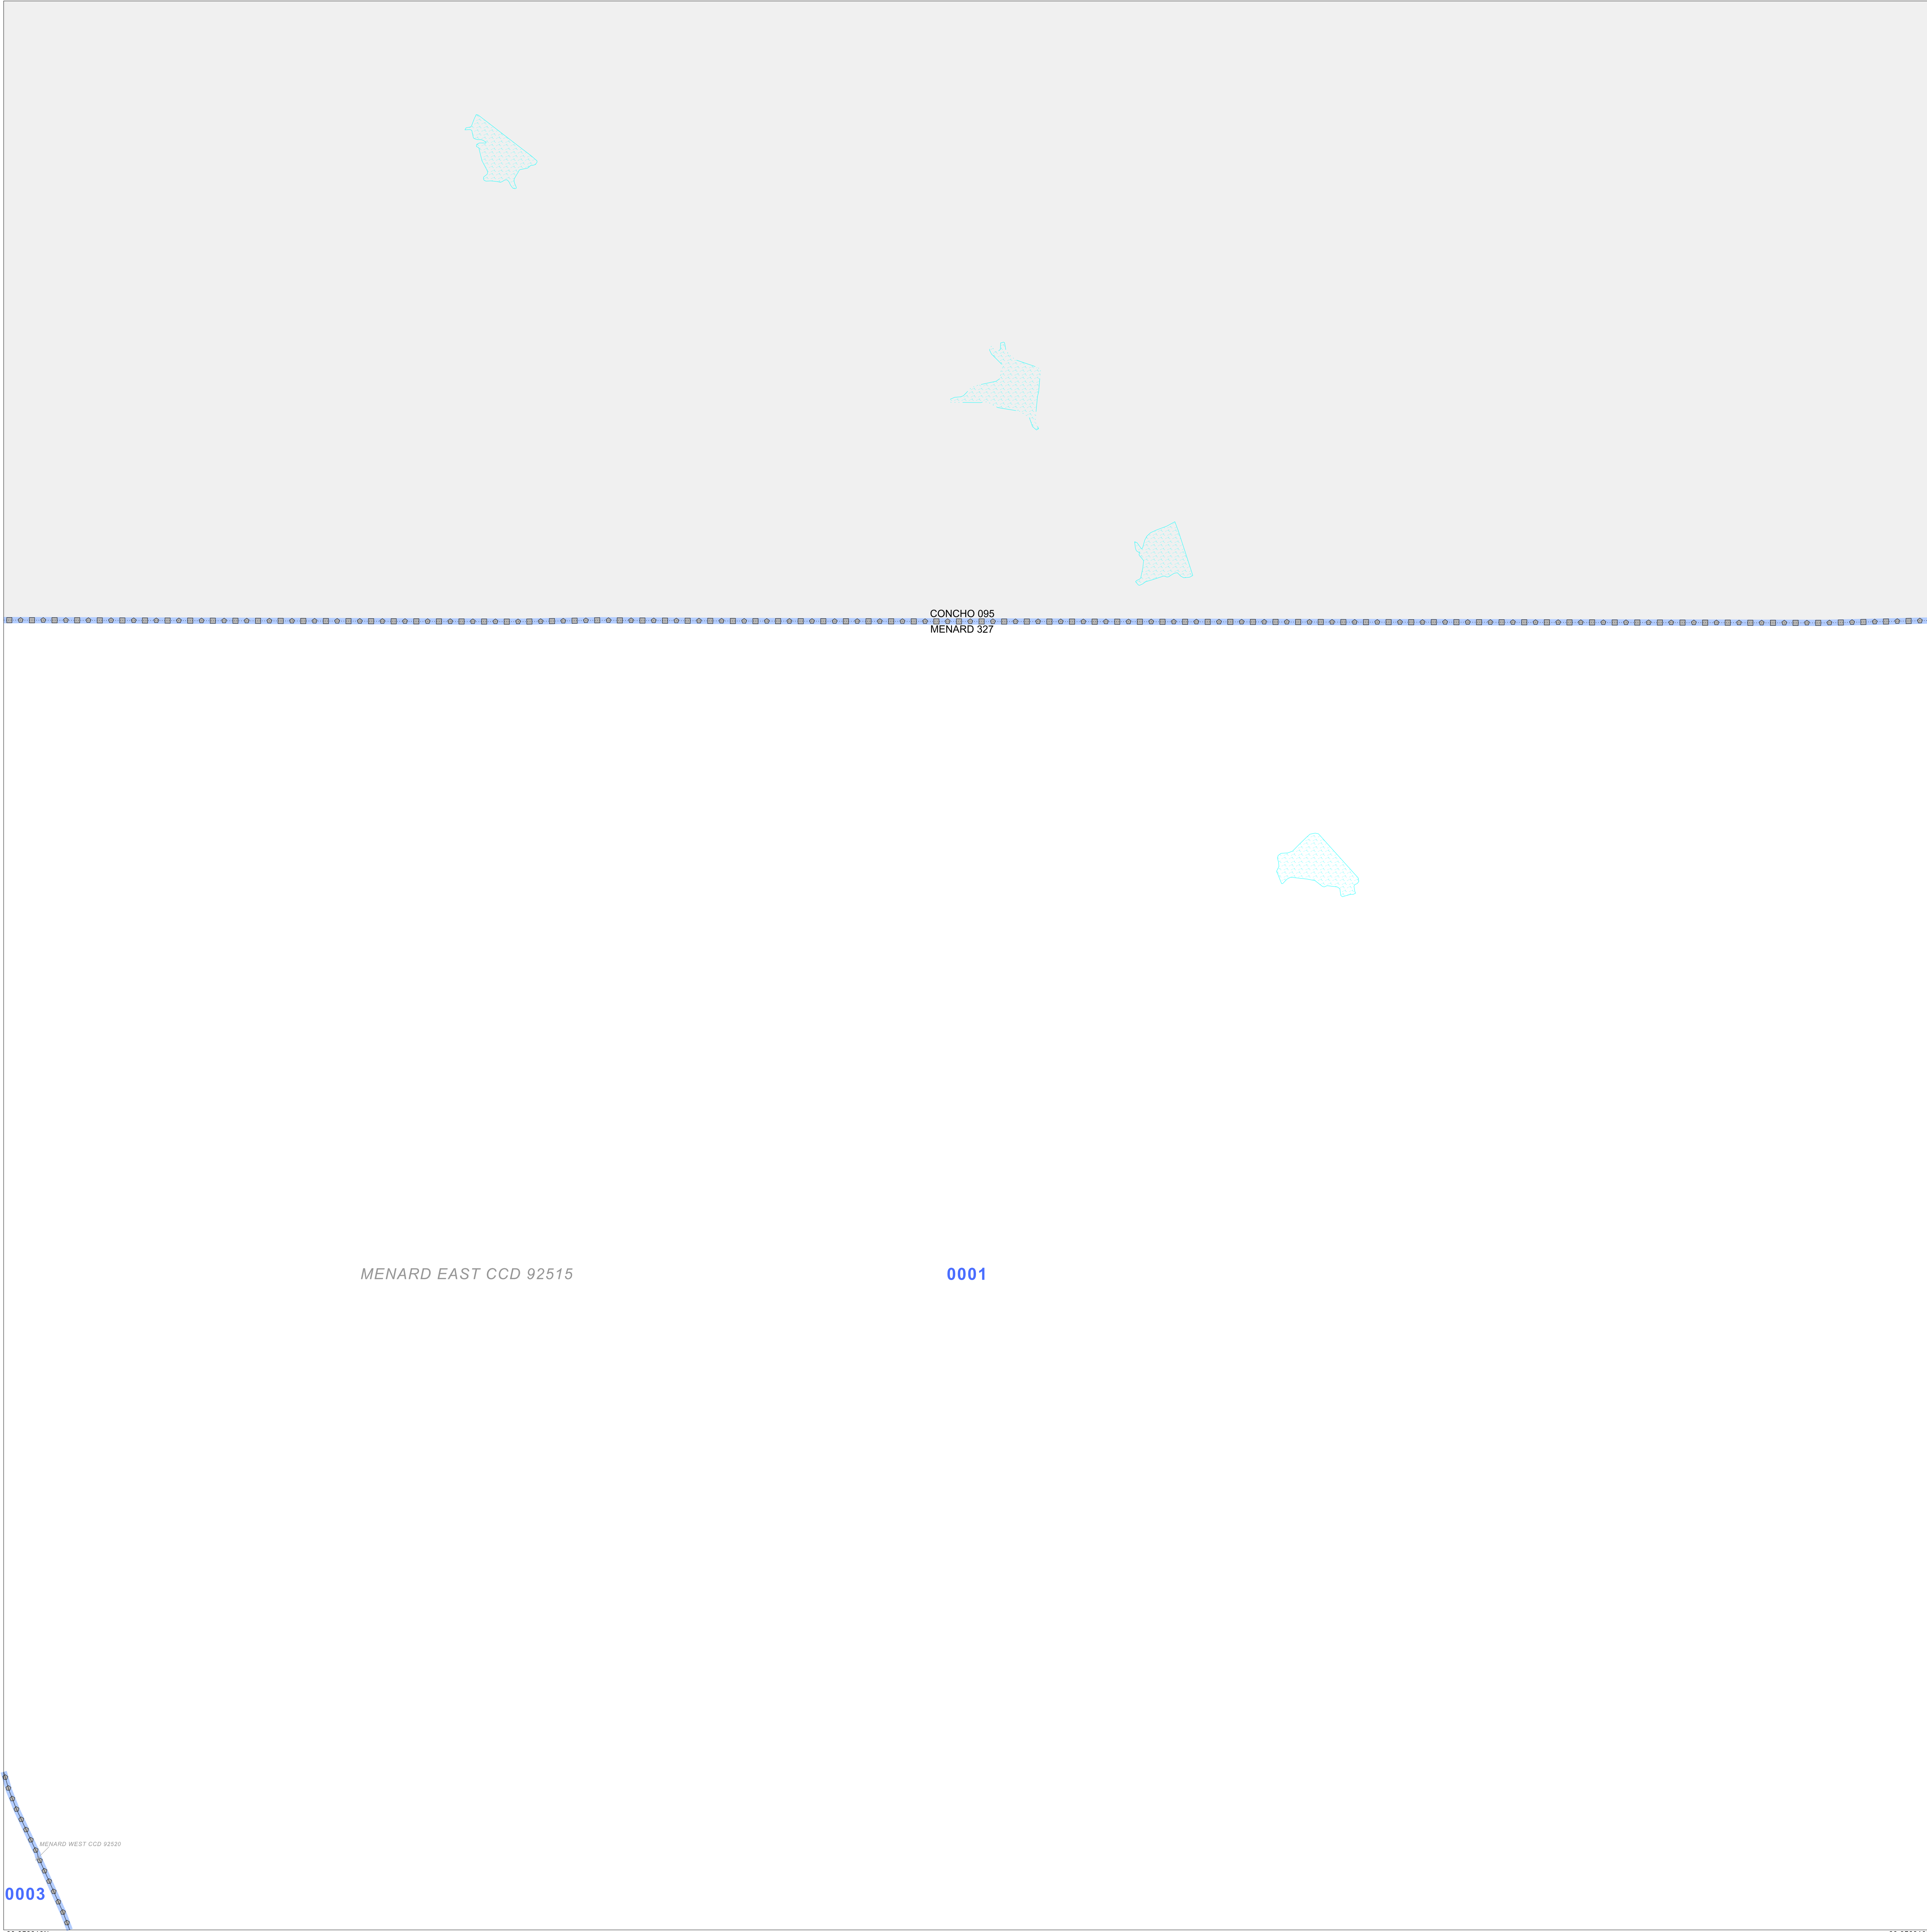 CONCHO 095
MENARD 327
MENARD EAST CCD 92515
0001
MENARD WEST CCD 92520
0003